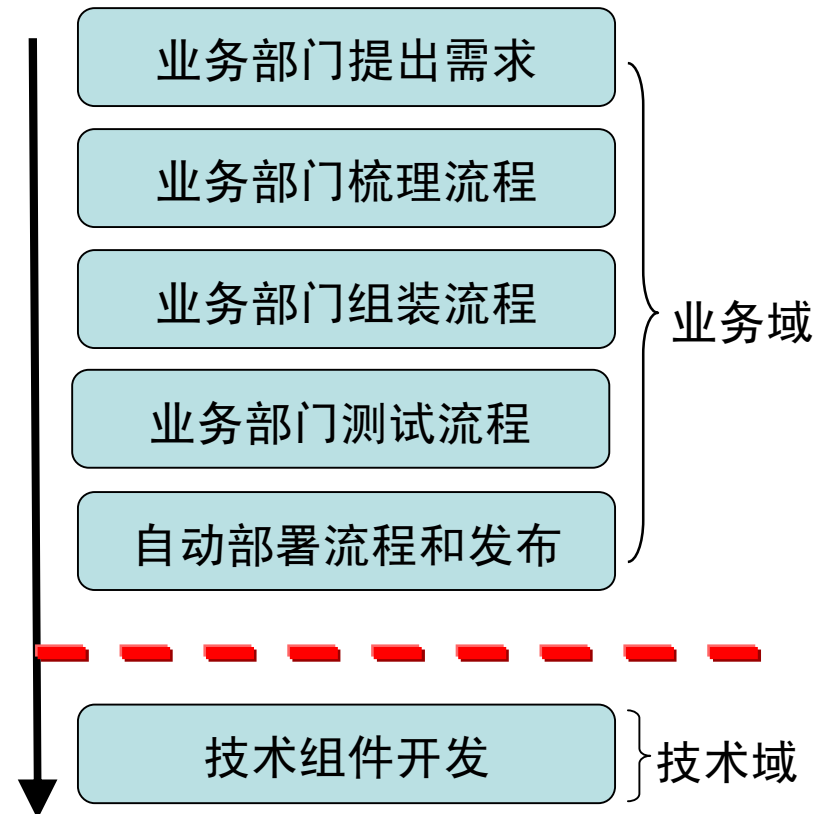 业务部门提出需求
业务部门梳理流程
业务部门组装流程
业务域
业务部门测试流程
自动部署流程和发布
技术组件开发
技术域